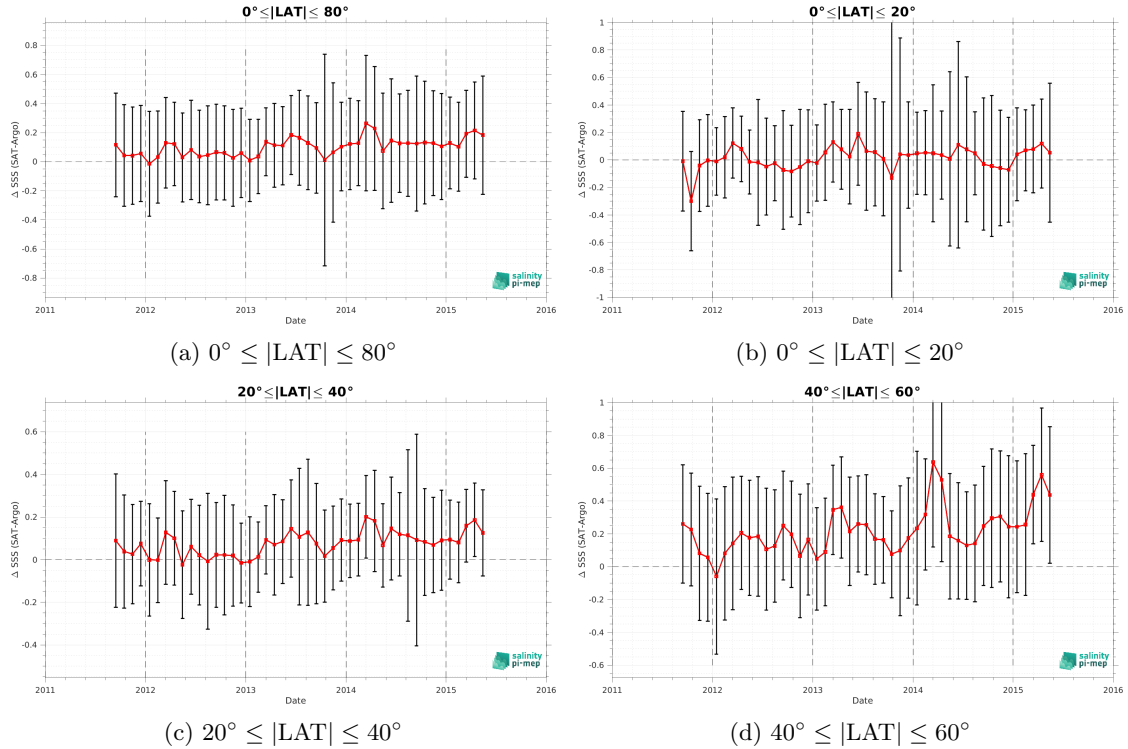 0°≤|LAT|≤ 80°
Δ SSS (SAT-Argo)
0.8
0.6
0.4
0.2
0
-0.2
-0.4
-0.6
-0.8
2011
2012
2013
2014
2015
2016
Date
salinity
pi-mep
(a) 0° ≤ |LAT| ≤ 80°
0°≤|LAT|≤ 20°
Δ SSS (SAT-Argo)
1
0.8
0.6
0.4
0.2
0
-0.2
-0.4
-0.6
-0.8
-1
2011
2012
2013
2014
2015
2016
Date
salinity
pi-mep
(b) 0° ≤ |LAT| ≤ 20°
20°≤|LAT|≤ 40°
Δ SSS (SAT-Argo)
0.6
0.4
0.2
0
-0.2
-0.4
2011
2012
2013
2014
2015
2016
Date
salinity
pi-mep
(c) 20° ≤ |LAT| ≤ 40°
40°≤|LAT|≤ 60°
Δ SSS (SAT-Argo)
1
0.8
0.6
0.4
0.2
0
-0.2
-0.4
-0.6
2011
2012
2013
2014
2015
2016
Date
salinity
pi-mep
(d) 40° ≤ |LAT| ≤ 60°